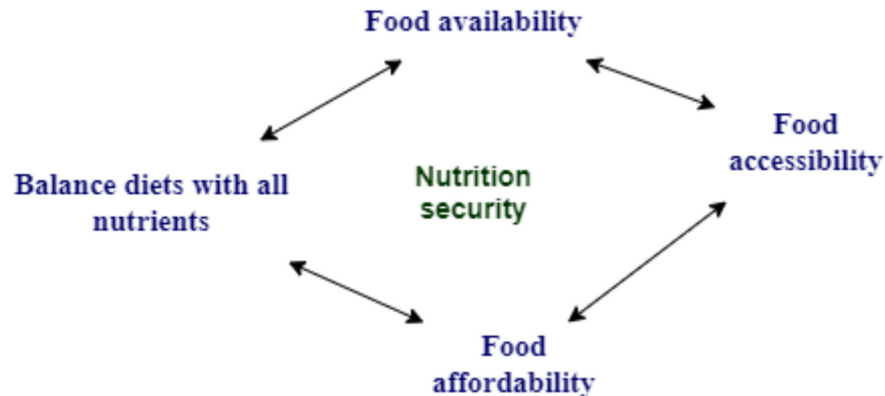 Food availability
Food
accessibility
Balance diets with all
nutrients
Nutrition
security
Food
affordability